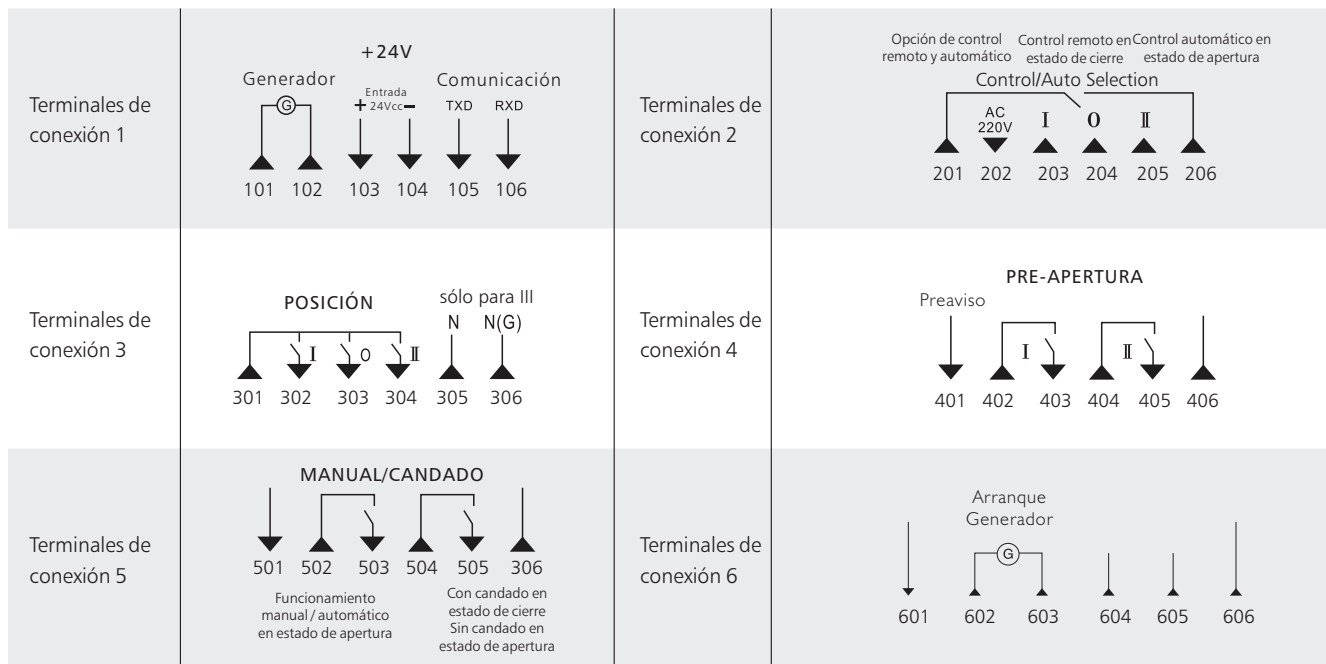 Terminales de
conexión 1
+24V
Generador
Entrada
+ 24Vcc −
Comunicación
TXD RXD
G
101 102 103 104 105 106
Terminales de
conexión 2
Opción de control
remoto y automático
Control remoto en
estado de cierre
Control automático en
estado de apertura
Control/Auto Selection
AC
220V
I O II
201 202 203 204 205 206
Terminales de
conexión 3
POSICIÓN
sólo para III
N N(G)
I O II
301 302 303 304 305 306
Terminales de
conexión 4
PRE-APERTURA
Preaviso
I II
401 402 403 404 405 406
Terminales de
conexión 5
MANUAL/CANDADO
501 502 503 504 505 306
Funcionamiento
manual / automático
en estado de apertura
Con candado en
estado de cierre
Sin candado en
estado de apertura
Terminales de
conexión 6
Arranque
Generador
G
601 602 603 604 605 606